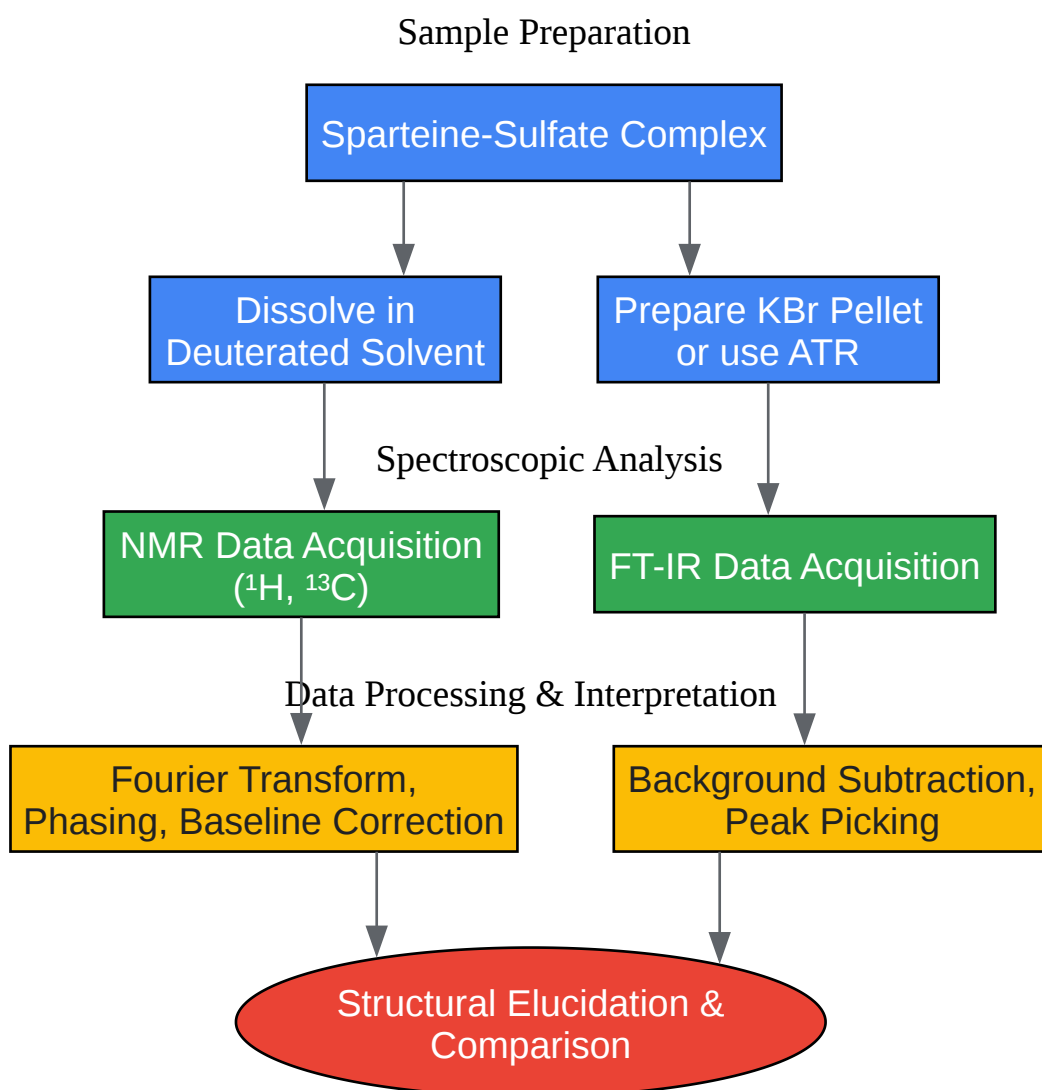 Sample Preparation
Sparteine-Sulfate Complex
Dissolve in
Deuterated Solvent
Prepare KBr Pellet
or use ATR
Spectroscopic Analysis
NMR Data Acquisition
(¹H, ¹³C)
FT-IR Data Acquisition
Data Processing & Interpretation
Fourier Transform,
Phasing, Baseline Correction
Background Subtraction,
Peak Picking
Structural Elucidation &
Comparison